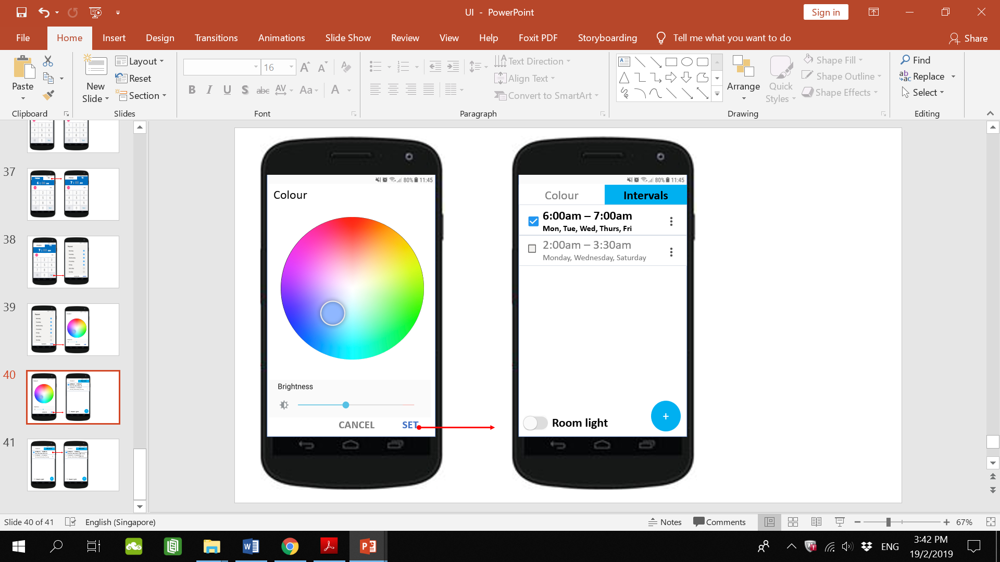 UI - PowerPoint
Sign in
File Home Insert Design Transitions Animations Slide Show Review View Help Foxit PDF Storyboarding Tell me what you want to do Share
Paste
Clipboard
New Slide
Layout
Reset
Section
Slides
16
B I U S abc AV Aa A
Font
Text Direction
Align Text
Convert to SmartArt
Paragraph
Arrange
Quick Styles
Drawing
Shape Fill
Shape Outline
Shape Effects
Find
Replace
Select
Editing
37
38
39
40
41
80% 11:45
Colour
Brightness
CANCEL SET
80% 11:45
Colour Intervals
6:00am – 7:00am
Mon, Tue, Wed, Thurs, Fri
2:00am – 3:30am
Monday, Wednesday, Saturday
Room light
+
Slide 40 of 41 English (Singapore) Notes Comments 67%
ENG
3:42 PM
19/2/2019